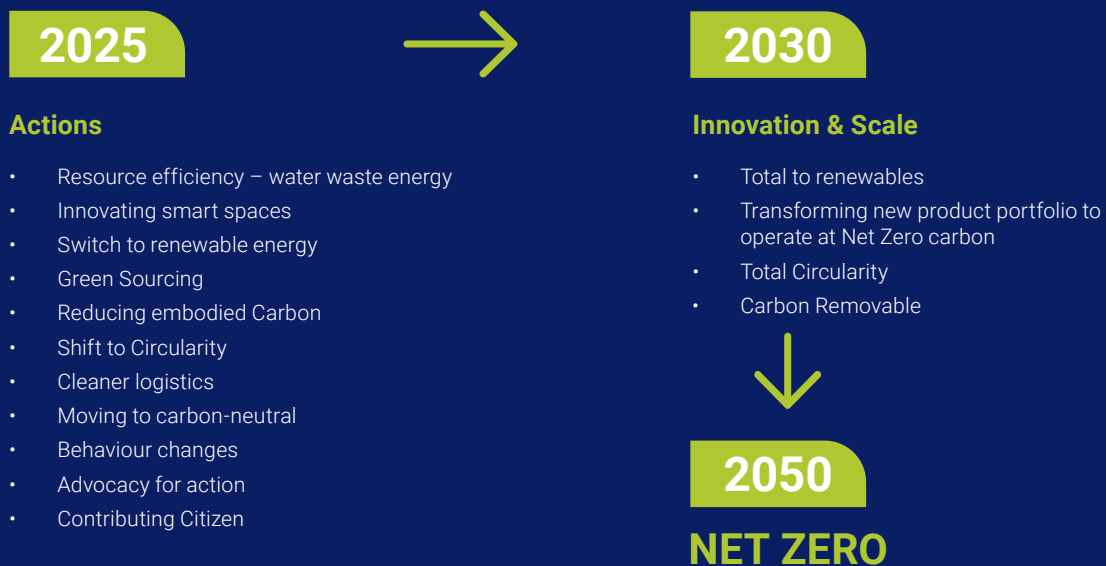 2025
Actions
• Resource efficiency – water waste energy
• Innovating smart spaces
• Switch to renewable energy
• Green Sourcing
• Reducing embodied Carbon
• Shift to Circularity
• Cleaner logistics
• Moving to carbon-neutral
• Behaviour changes
• Advocacy for action
• Contributing Citizen
2030
Innovation & Scale
• Total to renewables
• Transforming new product portfolio to
operate at Net Zero carbon
• Total Circularity
• Carbon Removable
2050
NET ZERO